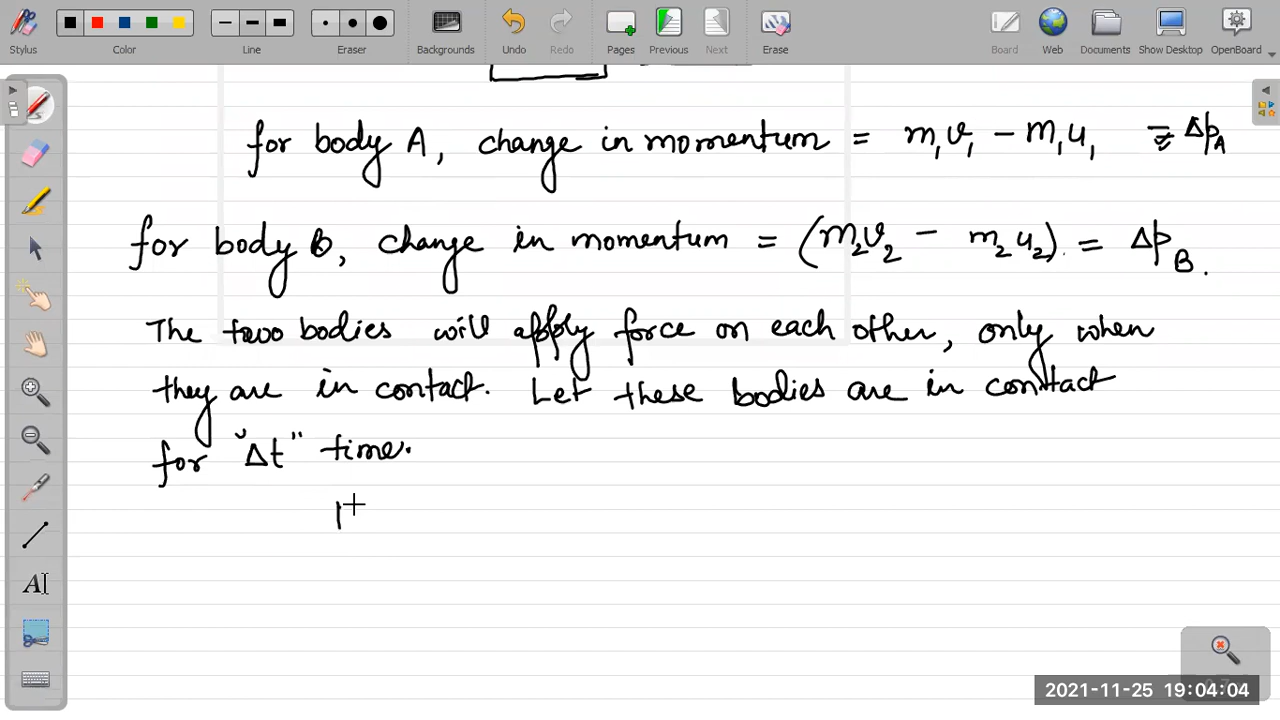 Stylus
Color
Line
Eraser
Backgrounds
Undo
Redo
Pages
Previous
Next
Erase
Board
Web
Documents
Show Desktop
OpenBoard
for body A, change in momentum = m₁v₁ - m₁u₁ = Δp_A
for body B, change in momentum = (m₂v₂ - m₂u₂) = Δp_B.
The two bodies will apply force on each other, only when
they are in contact. Let these bodies are in contact
for "Δt" time.
2021-11-25 19:04:04